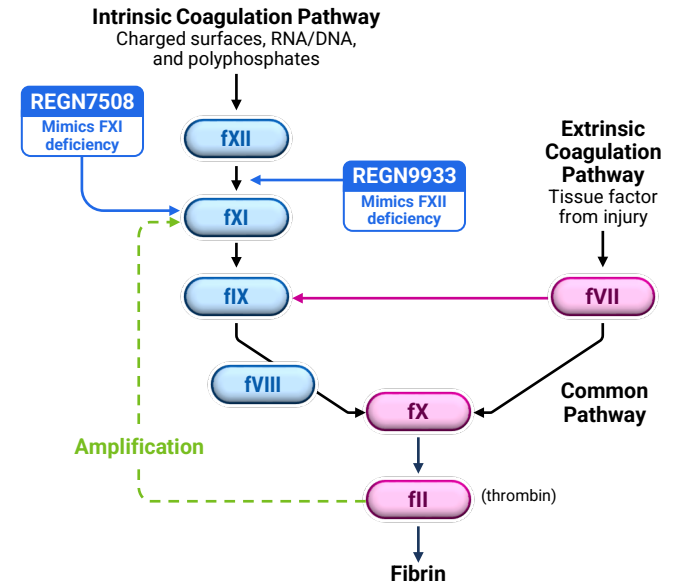 Intrinsic Coagulation Pathway
Charged surfaces, RNA/DNA,
and polyphosphates
REGN7508
Mimics FXI
deficiency
fXII
Extrinsic
Coagulation
Pathway
Tissue factor
from injury
REGN9933
Mimics FXII
deficiency
fXI
fIX
fVII
fVIII
fX
Common
Pathway
Amplification
fII
(thrombin)
Fibrin